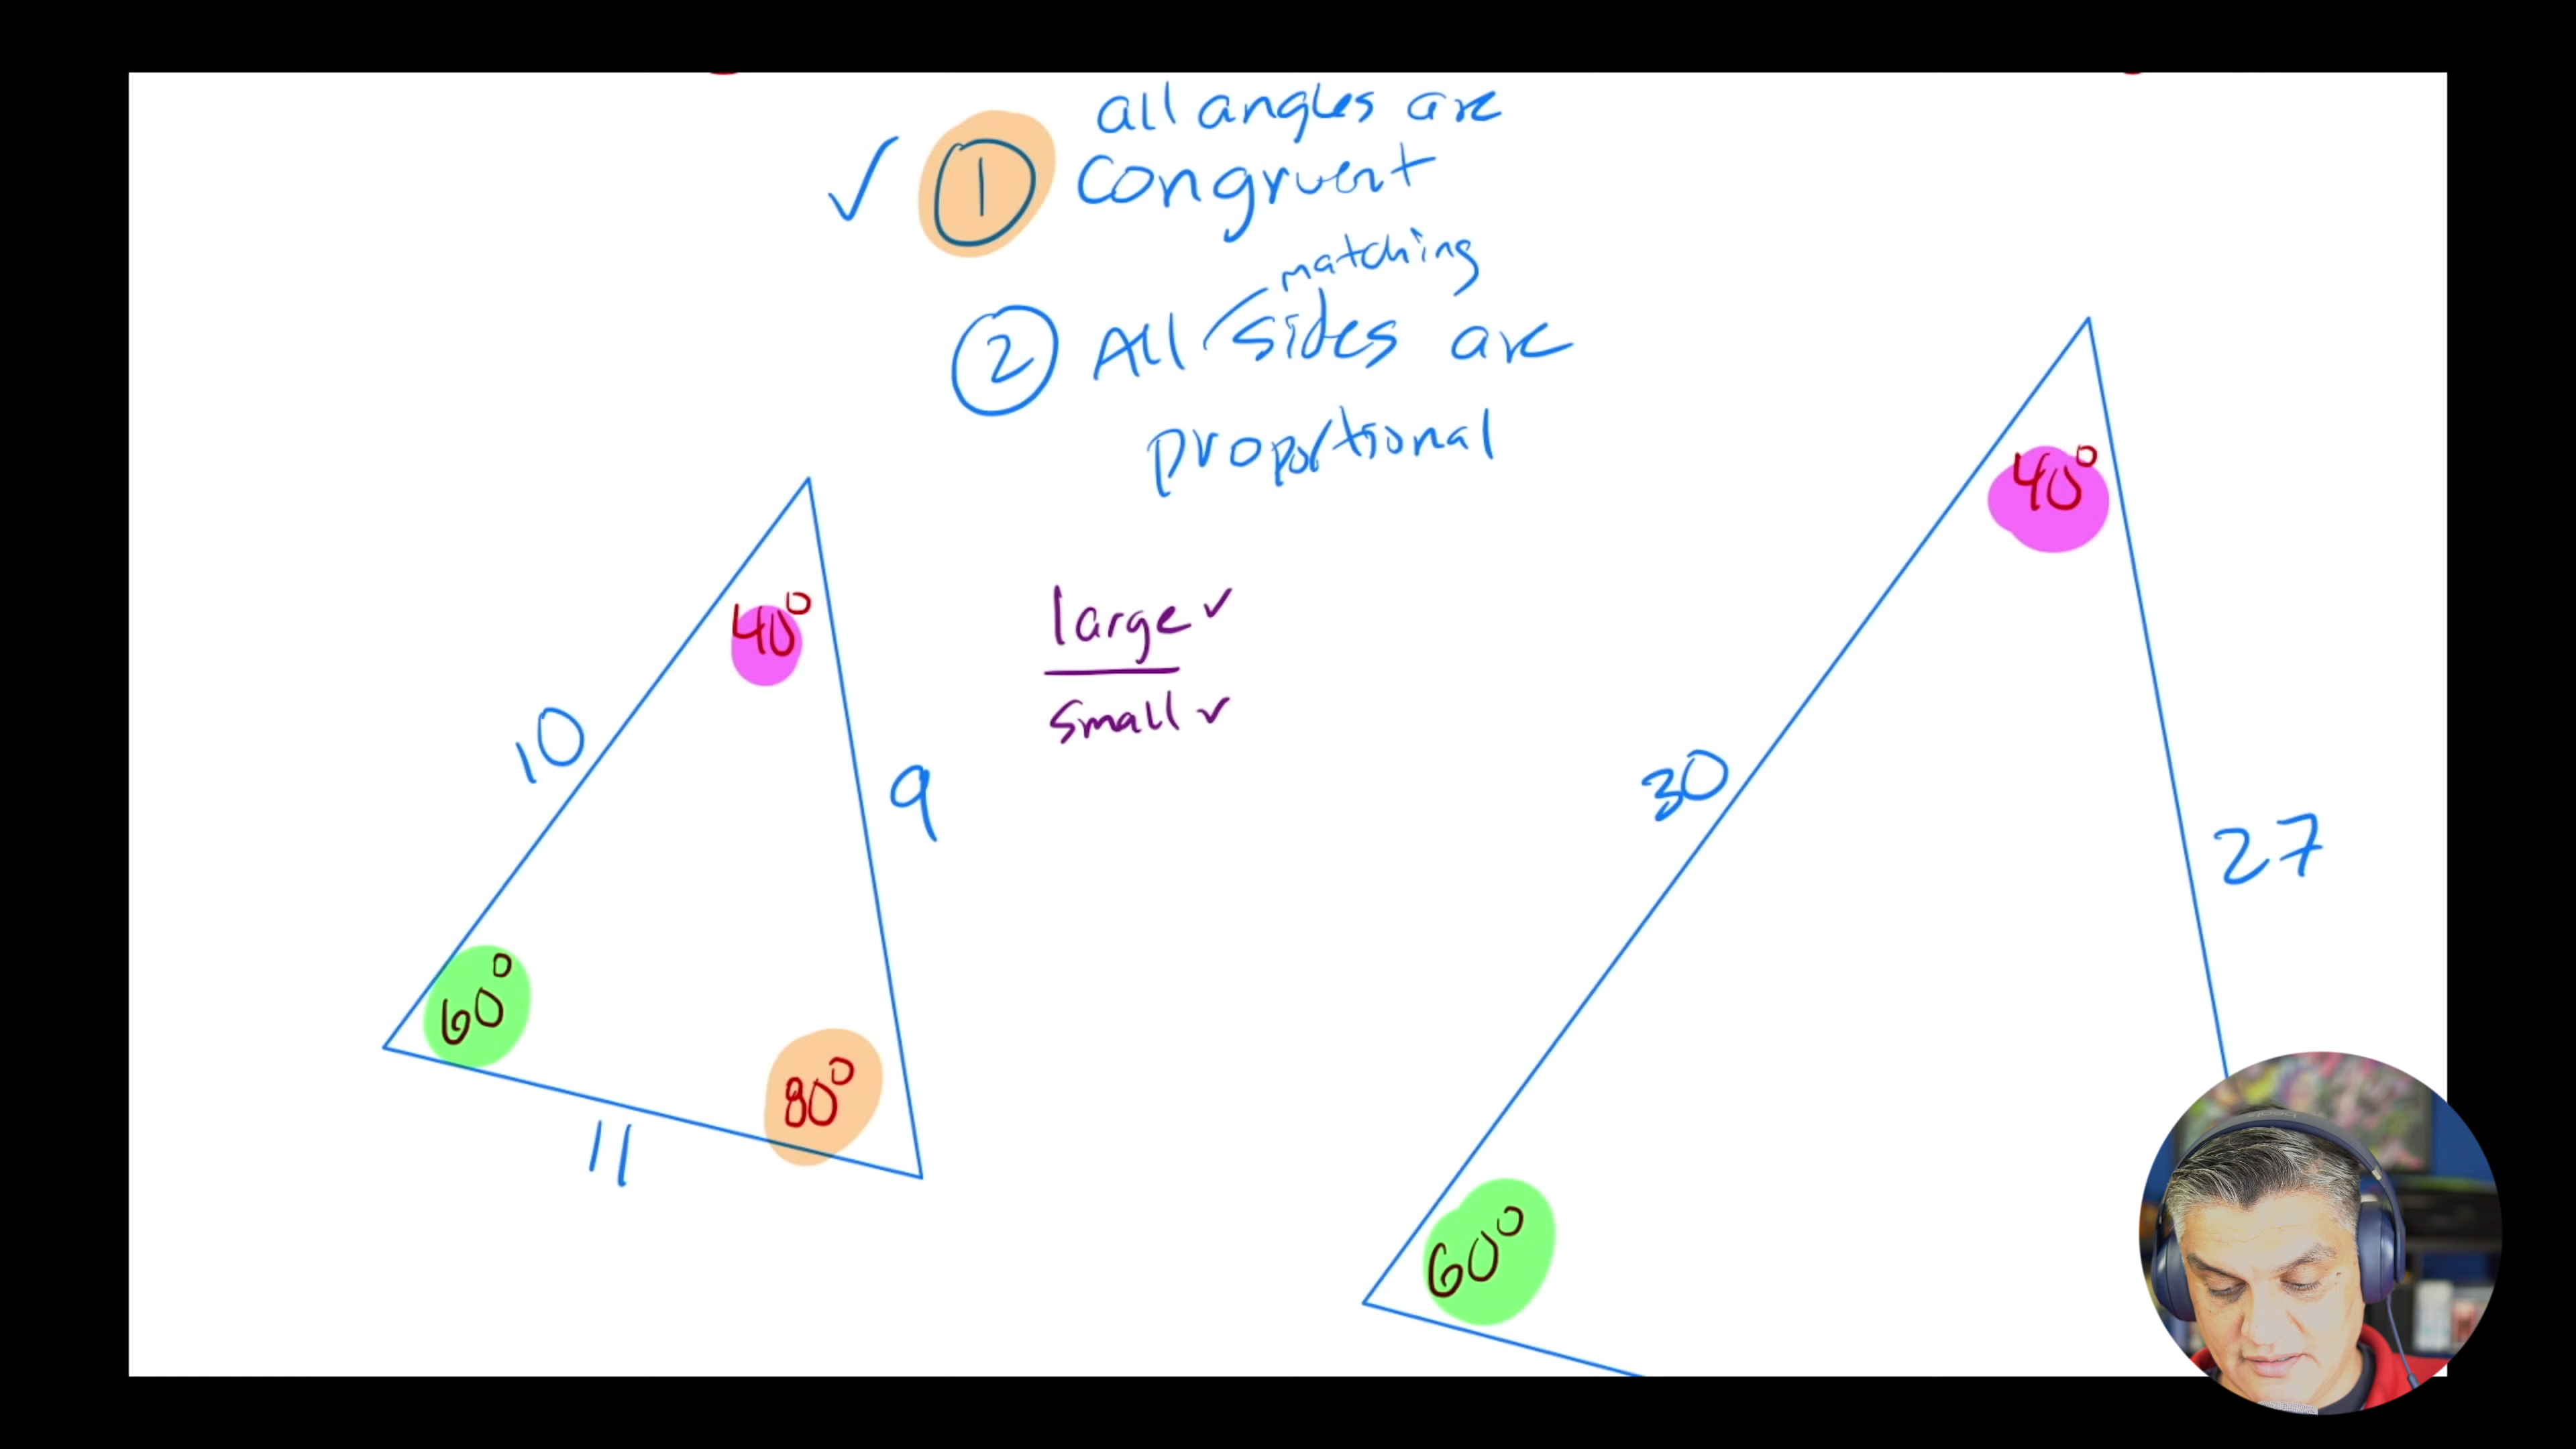 all angles are
✓ 1 congruent
matching
2 All sides are
proportional
40°
40°
large ✓
small ✓
10
9
30
27
60°
80°
11
60°